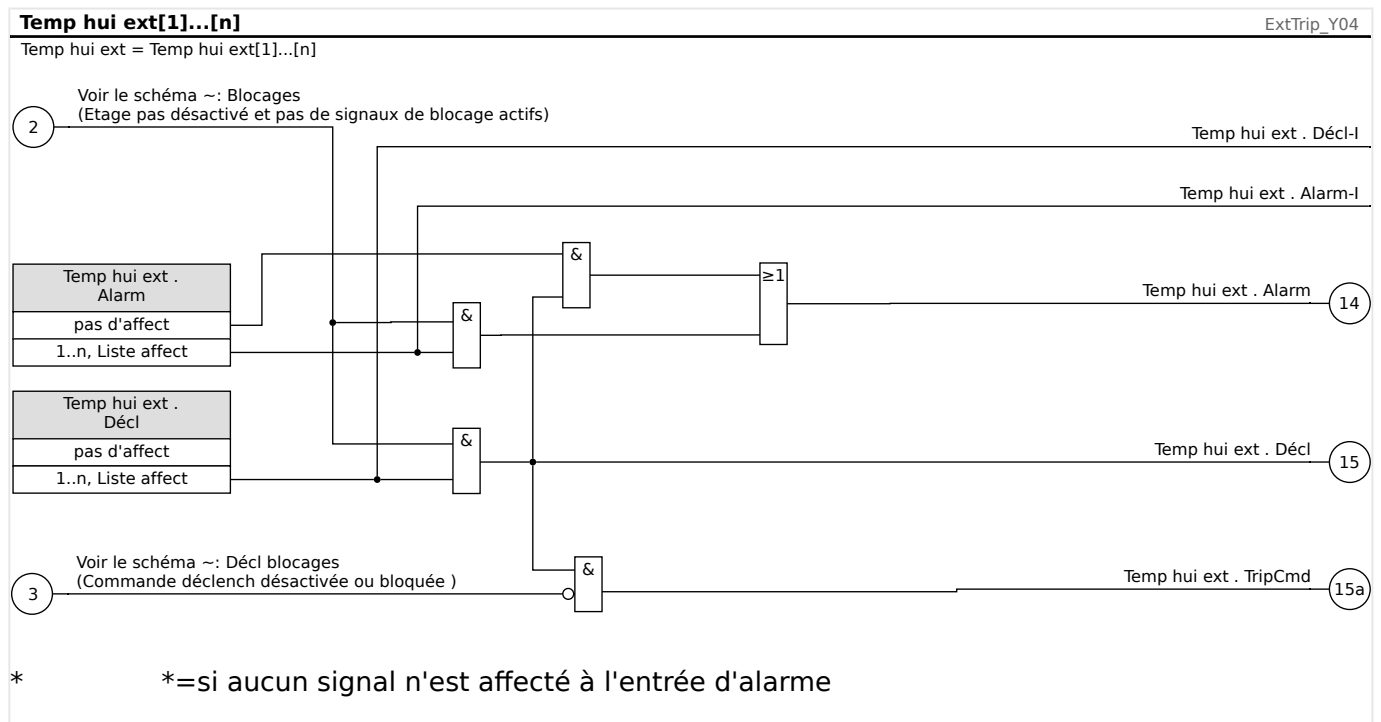 Temp hui ext[1]...[n]
ExtTrip_Y04
Temp hui ext = Temp hui ext[1]...[n]
Voir le schéma ~: Blocages
(Etage pas désactivé et pas de signaux de blocage actifs)
2
Temp hui ext . Décl-I
Temp hui ext . Alarm-I
&
Temp hui ext .
Alarm
pas d'affect
1..n, Liste affect
&
≥1
Temp hui ext . Alarm
14
Temp hui ext .
Décl
pas d'affect
1..n, Liste affect
&
Temp hui ext . Décl
15
Voir le schéma ~: Décl blocages
(Commande déclench désactivée ou bloquée )
3
&
Temp hui ext . TripCmd
15a
*
*=si aucun signal n'est affecté à l'entrée d'alarme